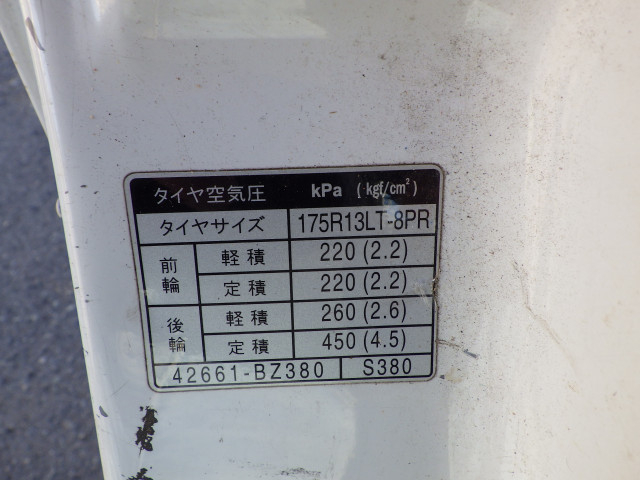 タイヤ空気圧 kPa (kgf/cm²)
タイヤサイズ 175R13LT-8PR
前輪 軽積 220 (2.2)
定積 220 (2.2)
後輪 軽積 260 (2.6)
定積 450 (4.5)
42661-BZ380 S380